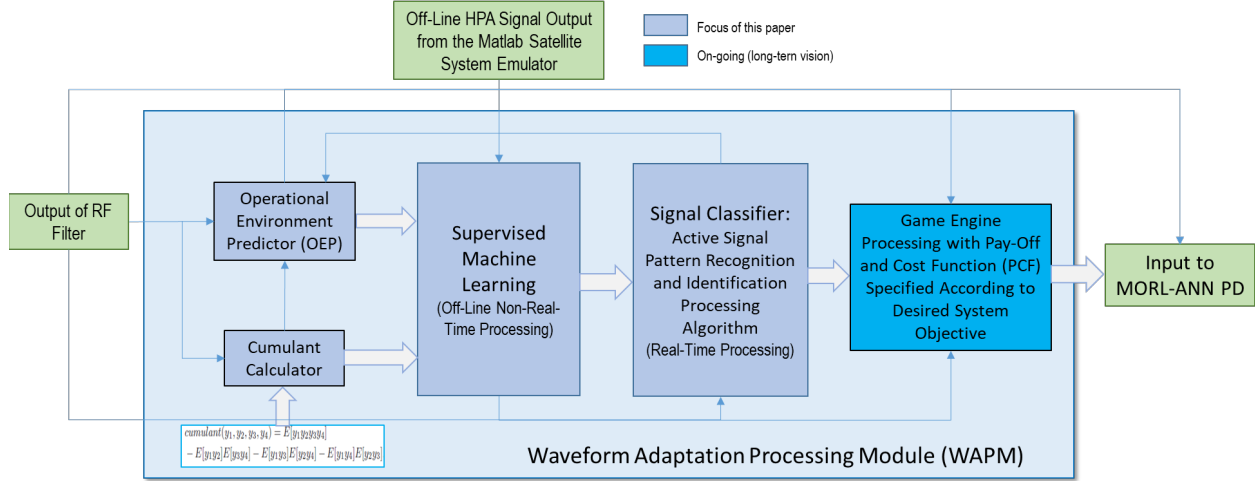 Off-Line HPA Signal Output
from the Matlab Satellite
System Emulator
Focus of this paper
On-going (long-tern vision)
Output of RF
Filter
Operational
Environment
Predictor (OEP)
Cumulant
Calculator
cumulant(y₁, y₂, y₃, y₄) = E[y₁y₂y₃y₄]
− E[y₁y₂]E[y₃y₄] − E[y₁y₃]E[y₂y₄] − E[y₁y₄]E[y₂y₃]
Supervised
Machine
Learning
(Off-Line Non-Real-
Time Processing)
Signal Classifier:
Active Signal
Pattern Recognition
and Identification
Processing
Algorithm
(Real-Time Processing)
Game Engine
Processing with Pay-Off
and Cost Function (PCF)
Specified According to
Desired System
Objective
Input to
MORL-ANN PD
Waveform Adaptation Processing Module (WAPM)